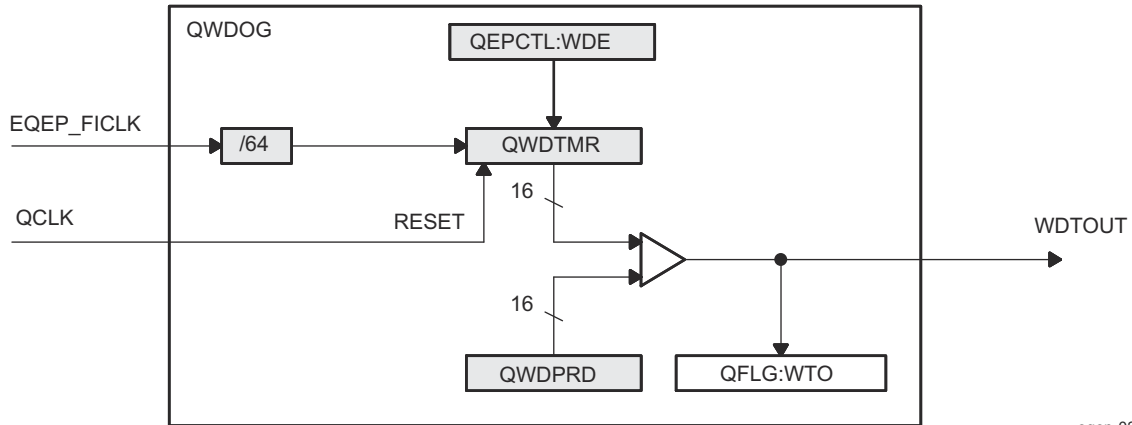 QWDOG
QEPCTL:WDE
EQEP_FICLK
/64
QWDTMR
16
QCLK
RESET
WDTOUT
16
QWDPRD
QFLG:WTO